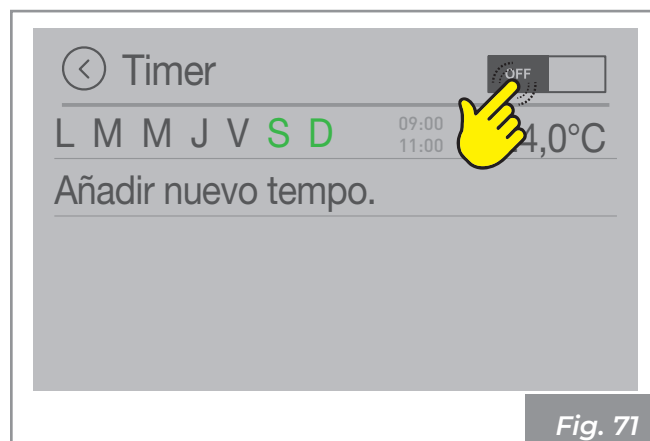 Timer OFF
L M M J V S D 09:00 4,0°C
11:00
Añadir nuevo tempo.
Fig. 71